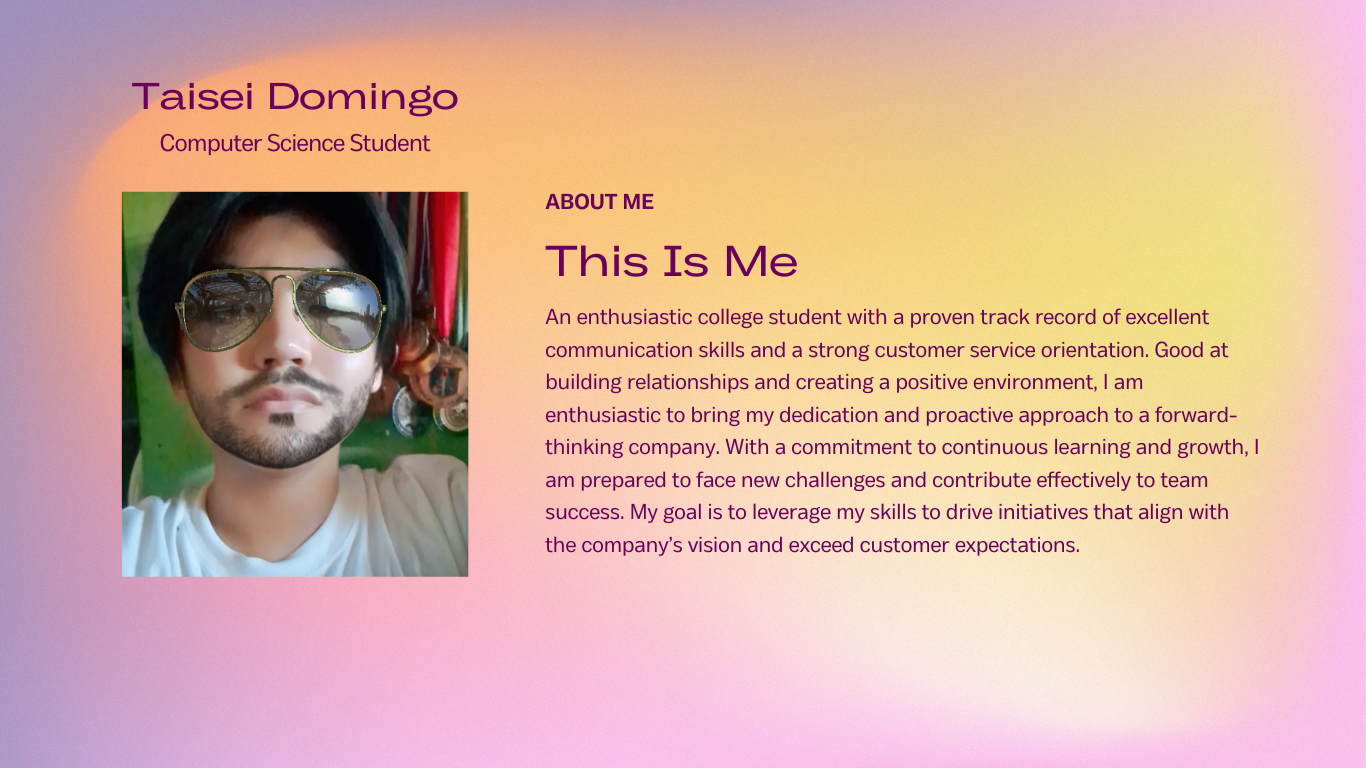 Taisei Domingo
Computer Science Student
ABOUT ME
This Is Me
An enthusiastic college student with a proven track record of excellent
communication skills and a strong customer service orientation. Good at
building relationships and creating a positive environment, I am
enthusiastic to bring my dedication and proactive approach to a forward-
thinking company. With a commitment to continuous learning and growth, I
am prepared to face new challenges and contribute effectively to team
success. My goal is to leverage my skills to drive initiatives that align with
the company’s vision and exceed customer expectations.